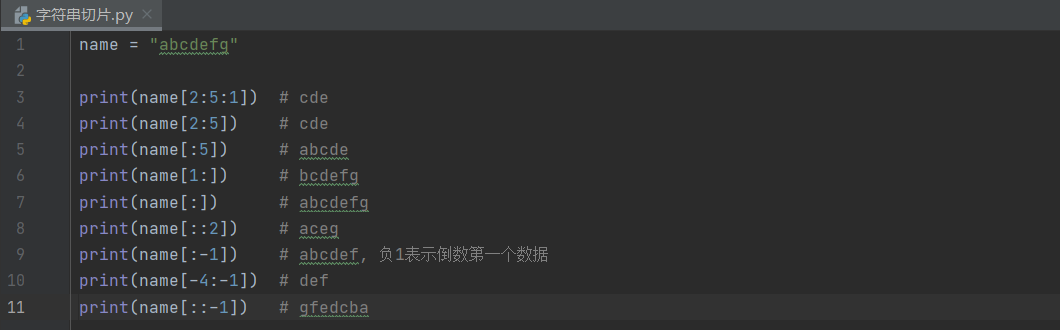 字符串切片.py
1 name = "abcdefg"
2
3 print(name[2:5:1])  # cde
4 print(name[2:5])    # cde
5 print(name[:5])     # abcde
6 print(name[1:])     # bcdefg
7 print(name[:])      # abcdefg
8 print(name[::2])    # aceg
9 print(name[:-1])    # abcdef, 负1表示倒数第一个数据
10 print(name[-4:-1])  # def
11 print(name[::-1])   # gfedcba